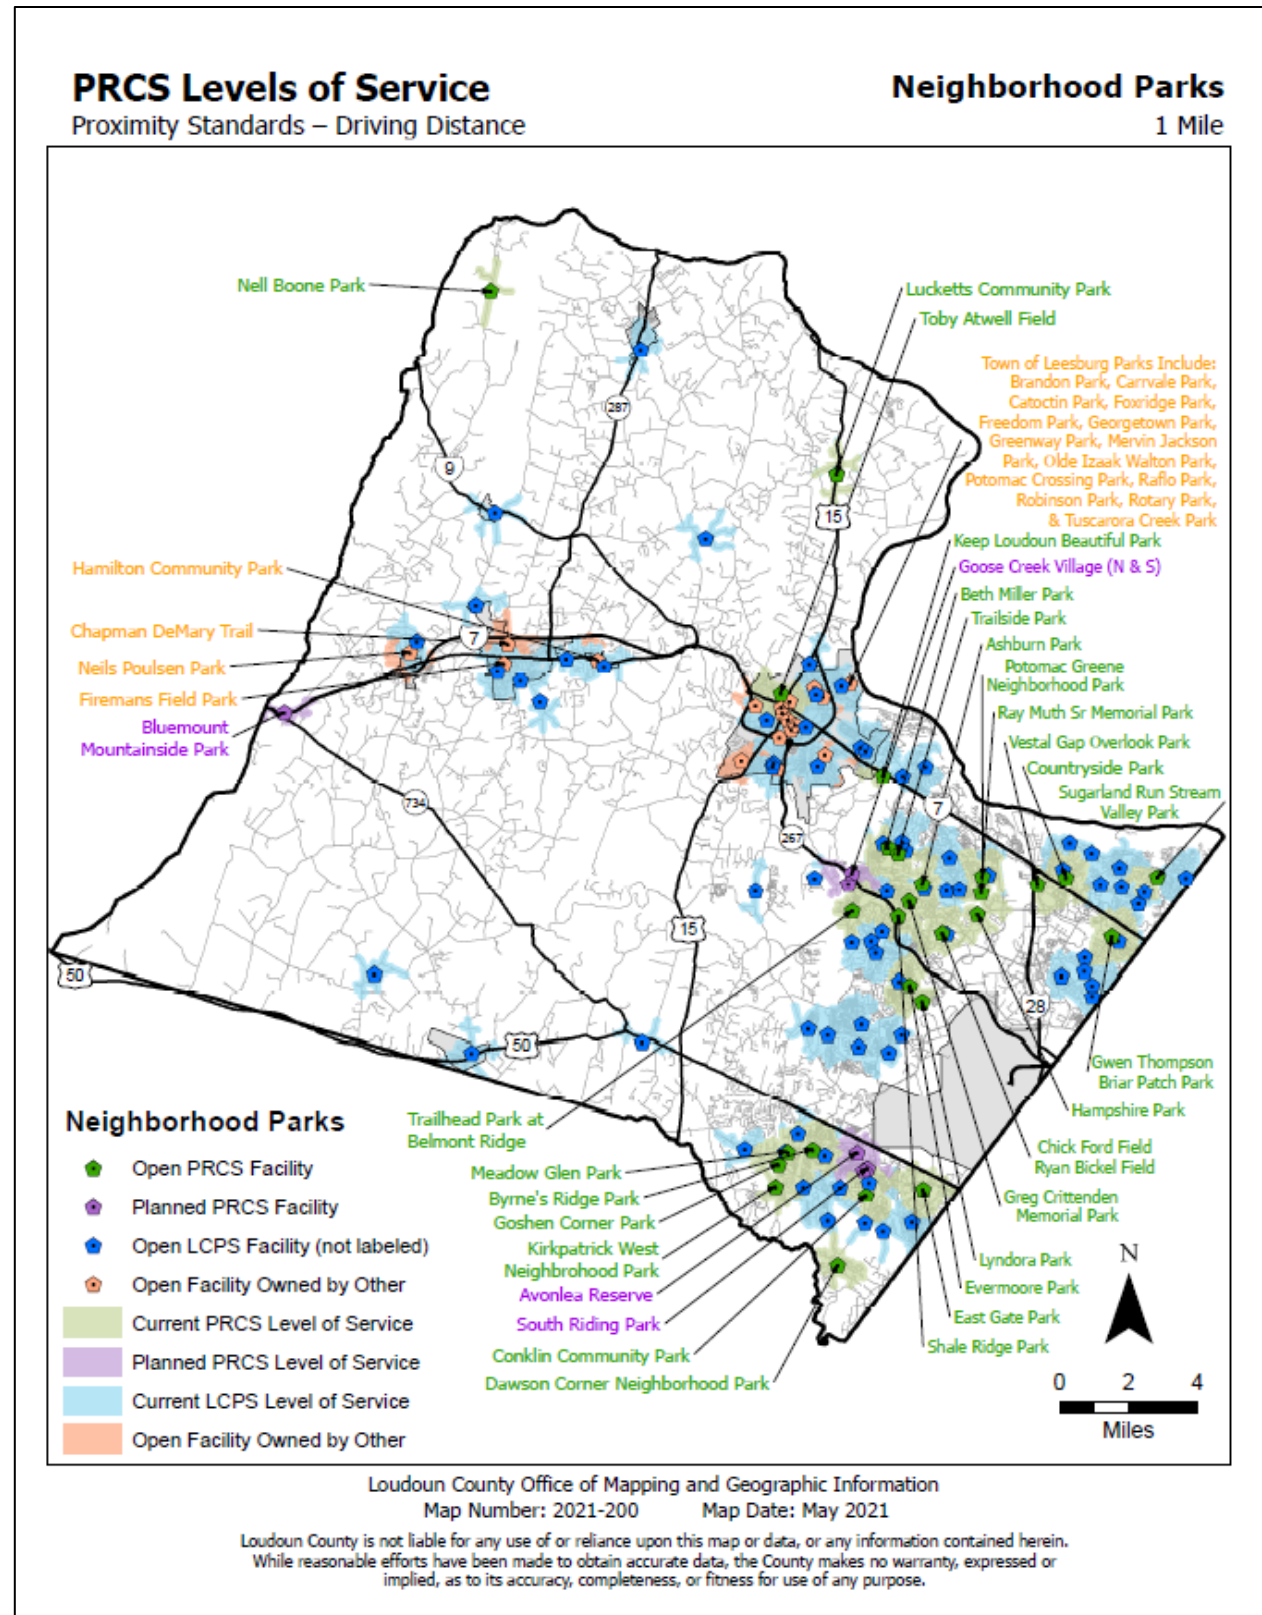 PRCS Levels of Service
Proximity Standards – Driving Distance
Neighborhood Parks
1 Mile
Nell Boone Park
Lucketts Community Park
Toby Atwell Field
Town of Leesburg Parks Include:
Brandon Park, Carrvale Park,
Catoctin Park, Foxridge Park,
Freedom Park, Georgetown Park,
Greenway Park, Mervin Jackson
Park, Olde Izaak Walton Park,
Potomac Crossing Park, Raflo Park,
Robinson Park, Rotary Park,
& Tuscarora Creek Park
287
9
15
Keep Loudoun Beautiful Park
Goose Creek Village (N & S)
Beth Miller Park
Trailside Park
Ashburn Park
Potomac Greene
Neighborhood Park
Ray Muth Sr Memorial Park
Vestal Gap Overlook Park
Countryside Park
Sugarland Run Stream
Valley Park
Hamilton Community Park
Chapman DeMary Trail
7
Neils Poulsen Park
Firemans Field Park
Bluemount
Mountainside Park
734
7
267
15
50
28
50
Gwen Thompson
Briar Patch Park
Hampshire Park
Chick Ford Field
Ryan Bickel Field
Greg Crittenden
Memorial Park
Lyndora Park
Evermoore Park
East Gate Park
Shale Ridge Park
Trailhead Park at
Belmont Ridge
Meadow Glen Park
Byrne's Ridge Park
Goshen Corner Park
Kirkpatrick West
Neighbrohood Park
Avonlea Reserve
South Riding Park
Conklin Community Park
Dawson Corner Neighborhood Park
Neighborhood Parks
Open PRCS Facility
Planned PRCS Facility
Open LCPS Facility (not labeled)
Open Facility Owned by Other
Current PRCS Level of Service
Planned PRCS Level of Service
Current LCPS Level of Service
Open Facility Owned by Other
N
0 2 4
Miles
Loudoun County Office of Mapping and Geographic Information
Map Number: 2021-200 Map Date: May 2021
Loudoun County is not liable for any use of or reliance upon this map or data, or any information contained herein.
While reasonable efforts have been made to obtain accurate data, the County makes no warranty, expressed or
implied, as to its accuracy, completeness, or fitness for use of any purpose.